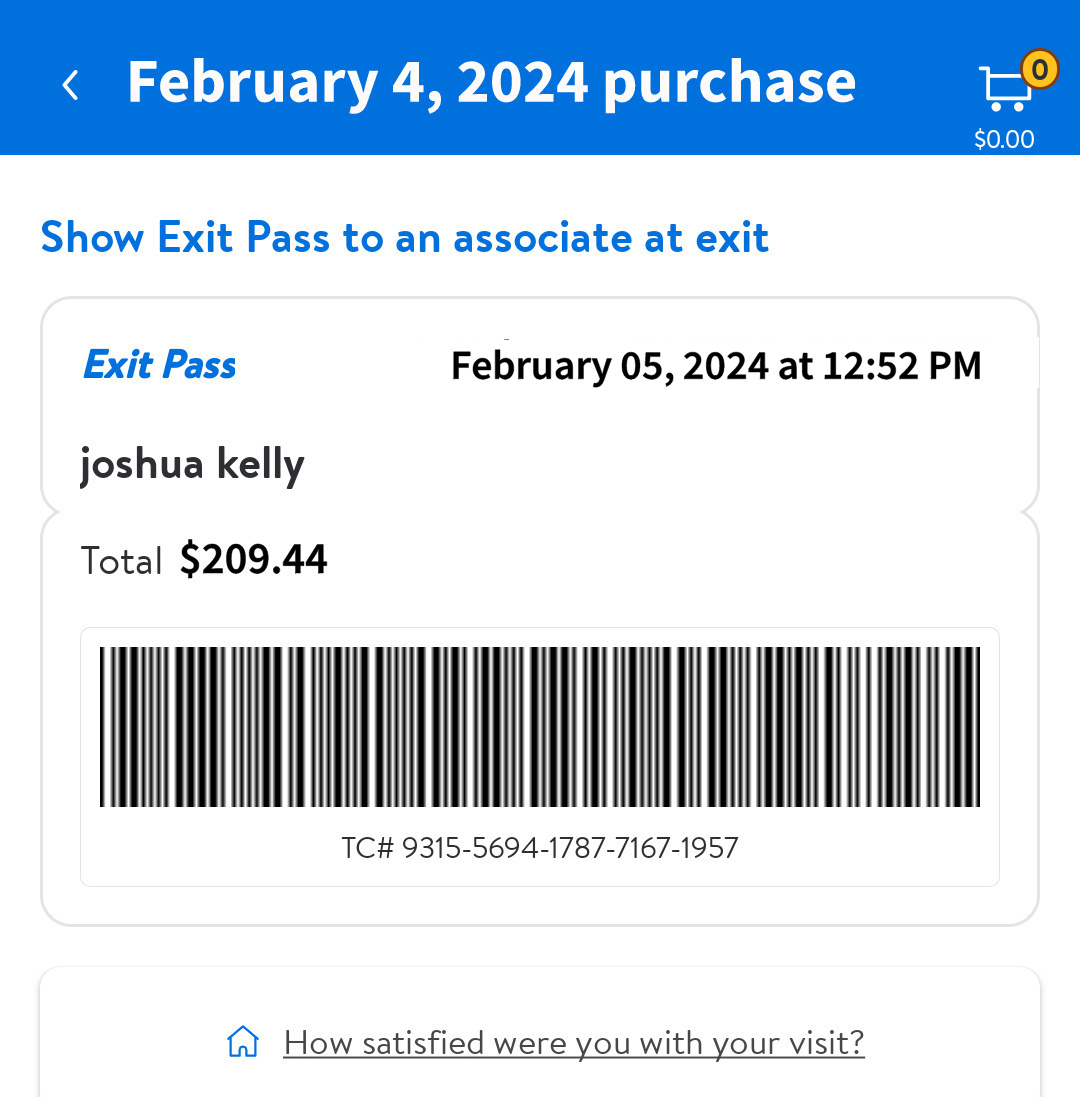 February 4, 2024 purchase
0
$0.00
Show Exit Pass to an associate at exit
Exit Pass
February 05, 2024 at 12:52 PM
joshua kelly
Total $209.44
TC# 9315-5694-1787-7167-1957
How satisfied were you with your visit?